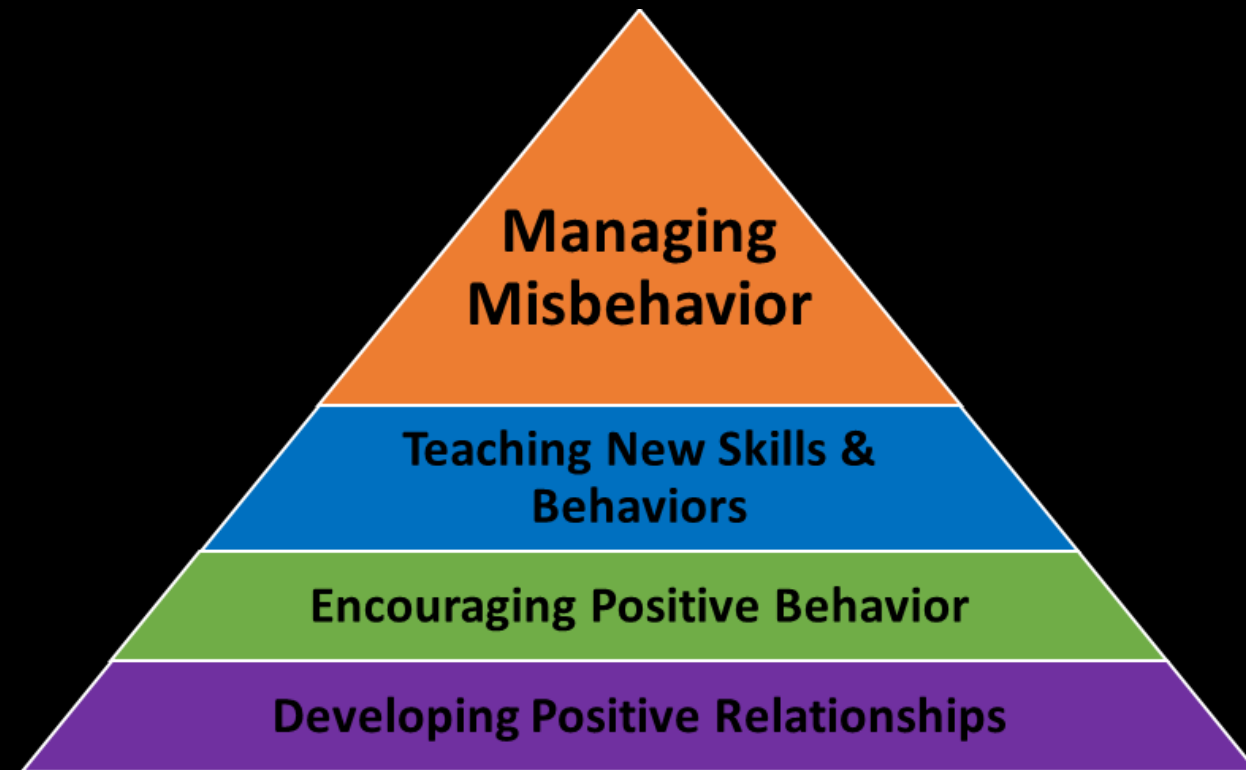 Managing
Misbehavior
Teaching New Skills &
Behaviors
Encouraging Positive Behavior
Developing Positive Relationships